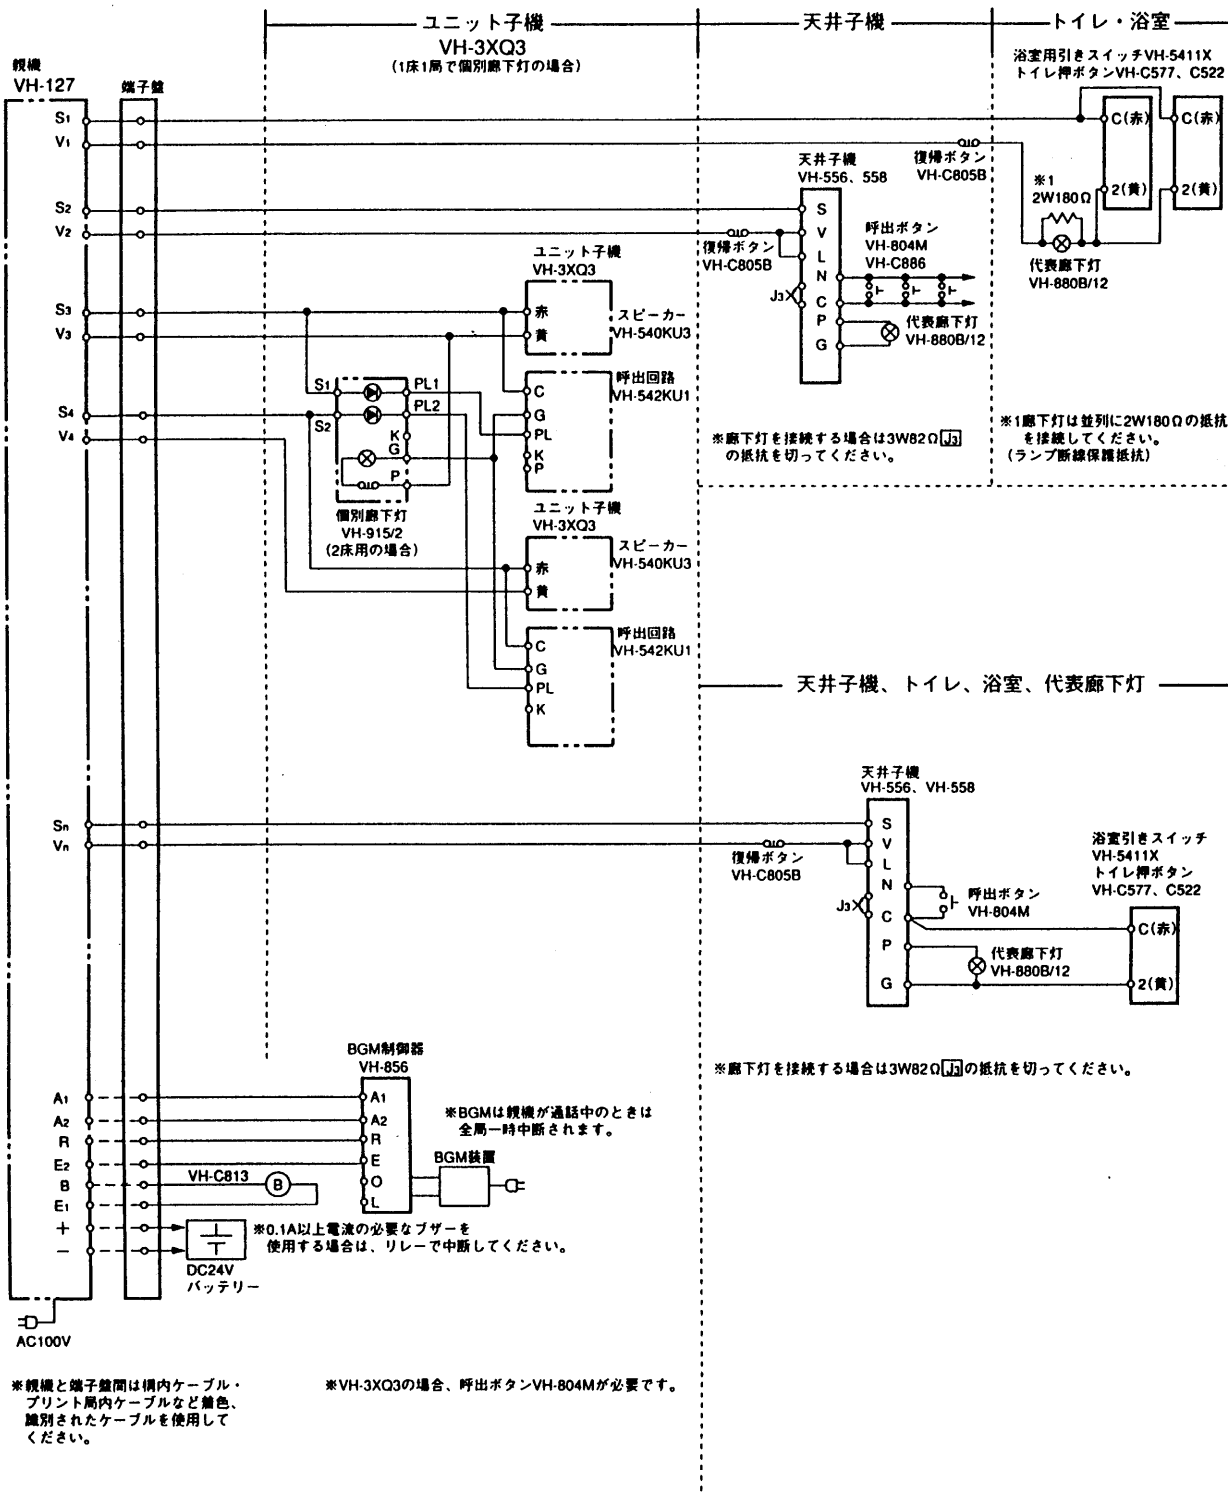 ユニット子機
VH-3XQ3
(1床1局で個別廊下灯の場合)
天井子機
トイレ・浴室
浴室用引きスイッチVH-5411X
トイレ押ボタンVH-C577、C522
親機
VH-127
端子盤
S1
V1
S2
V2
S3
V3
S4
V4
C(赤)
2(黄)
C(赤)
2(黄)
復帰ボタン
VH-C805B
※1
2W180Ω
代表廊下灯
VH-880B/12
天井子機
VH-556、558
S
V
L
N
C
P
G
J3
復帰ボタン
VH-C805B
呼出ボタン
VH-804M
VH-C886
代表廊下灯
VH-880B/12
※廊下灯を接続する場合は3W82ΩJ3
の抵抗を切ってください。
※1廊下灯は並列に2W180Ωの抵抗
を接続してください。
(ランプ断線保護抵抗)
ユニット子機
VH-3XQ3
赤
黄
スピーカー
VH-540KU3
呼出回路
VH-542KU1
C
G
PL
K
P
S1
S2
PL1
PL2
K
G
P
個別廊下灯
VH-915/2
(2床用の場合)
ユニット子機
VH-3XQ3
赤
黄
スピーカー
VH-540KU3
呼出回路
VH-542KU1
C
G
PL
K
天井子機、トイレ、浴室、代表廊下灯
Sn
Vn
復帰ボタン
VH-C805B
天井子機
VH-556、VH-558
S
V
L
N
C
P
G
J3
呼出ボタン
VH-804M
代表廊下灯
VH-880B/12
浴室引きスイッチ
VH-5411X
トイレ押ボタン
VH-C577、C522
C(赤)
2(黄)
※廊下灯を接続する場合は3W82ΩJ3の抵抗を切ってください。
BGM制御器
VH-856
A1
A2
R
E2
B
E1
+
−
A1
A2
R
E
O
L
VH-C813
B
※BGMは親機が通話中のときは
全局一時中断されます。
BGM装置
※0.1A以上電流の必要なブザーを
使用する場合は、リレーで中断してください。
DC24V
バッテリー
AC100V
※親機と端子盤間は構内ケーブル・
プリント局内ケーブルなど着色、
識別されたケーブルを使用して
ください。
※VH-3XQ3の場合、呼出ボタンVH-804Mが必要です。